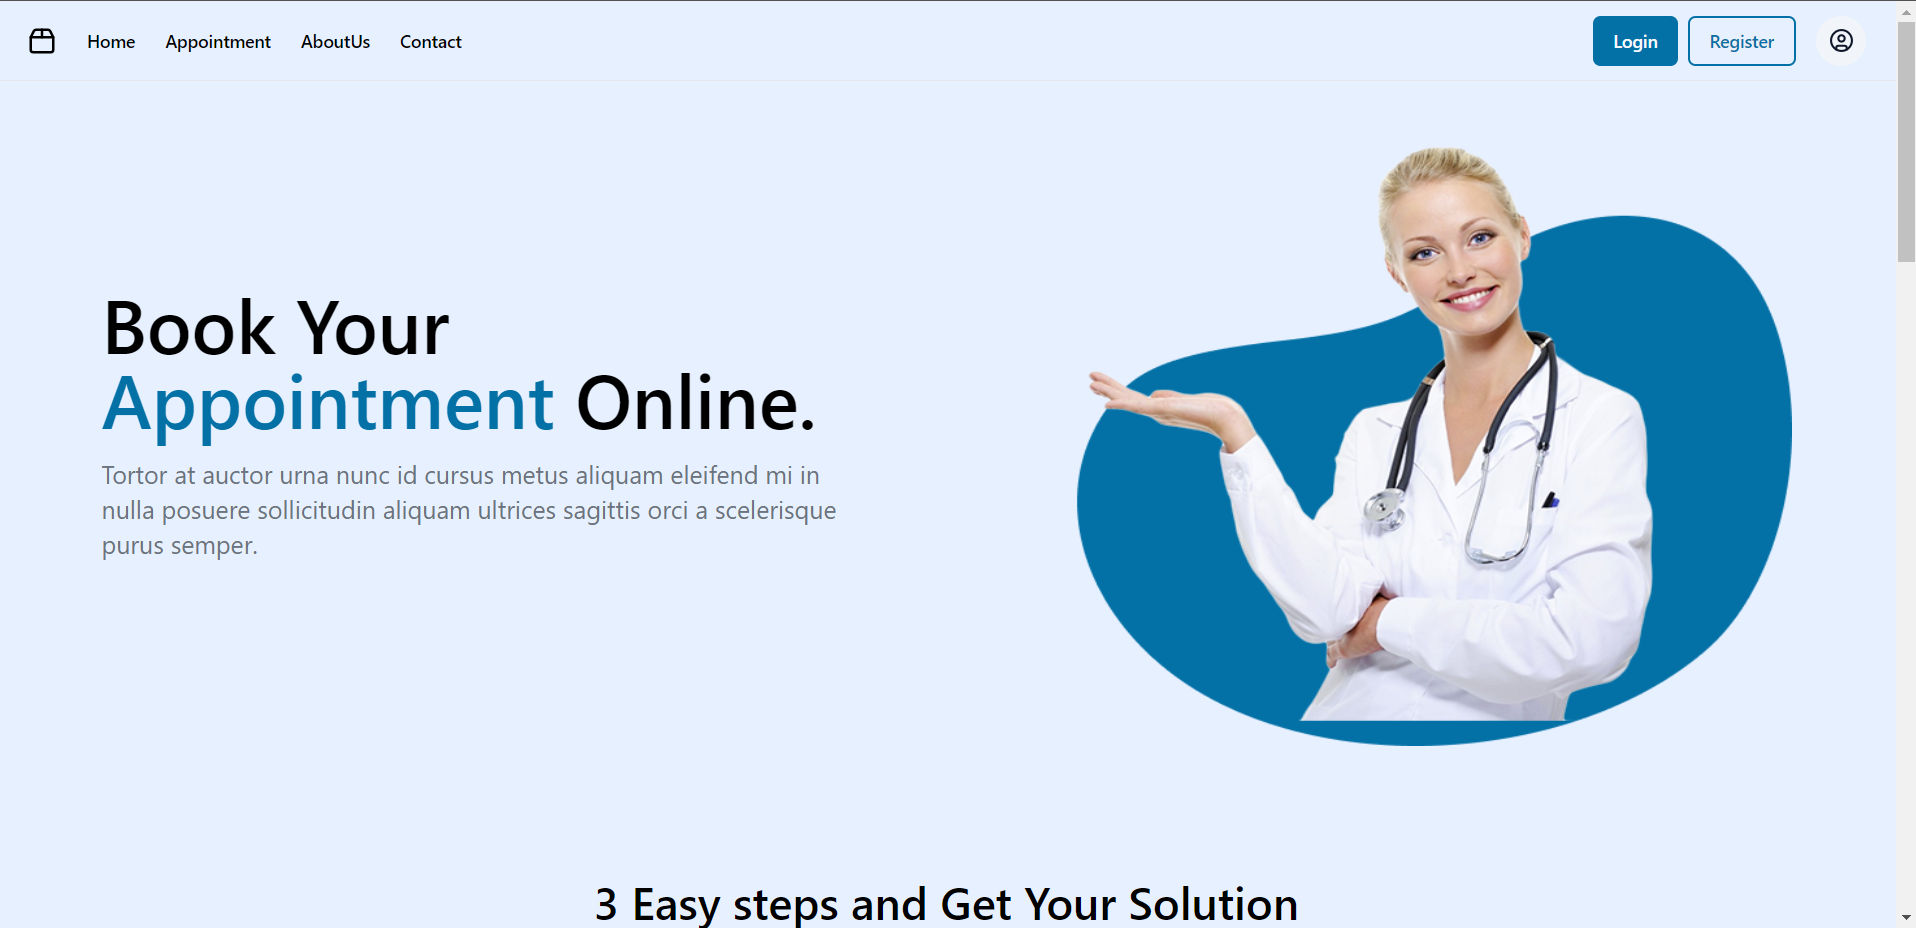 Home Appointment AboutUs Contact Login Register
Book Your
Appointment Online.
Tortor at auctor urna nunc id cursus metus aliquam eleifend mi in
nulla posuere sollicitudin aliquam ultrices sagittis orci a scelerisque
purus semper.
3 Easy steps and Get Your Solution